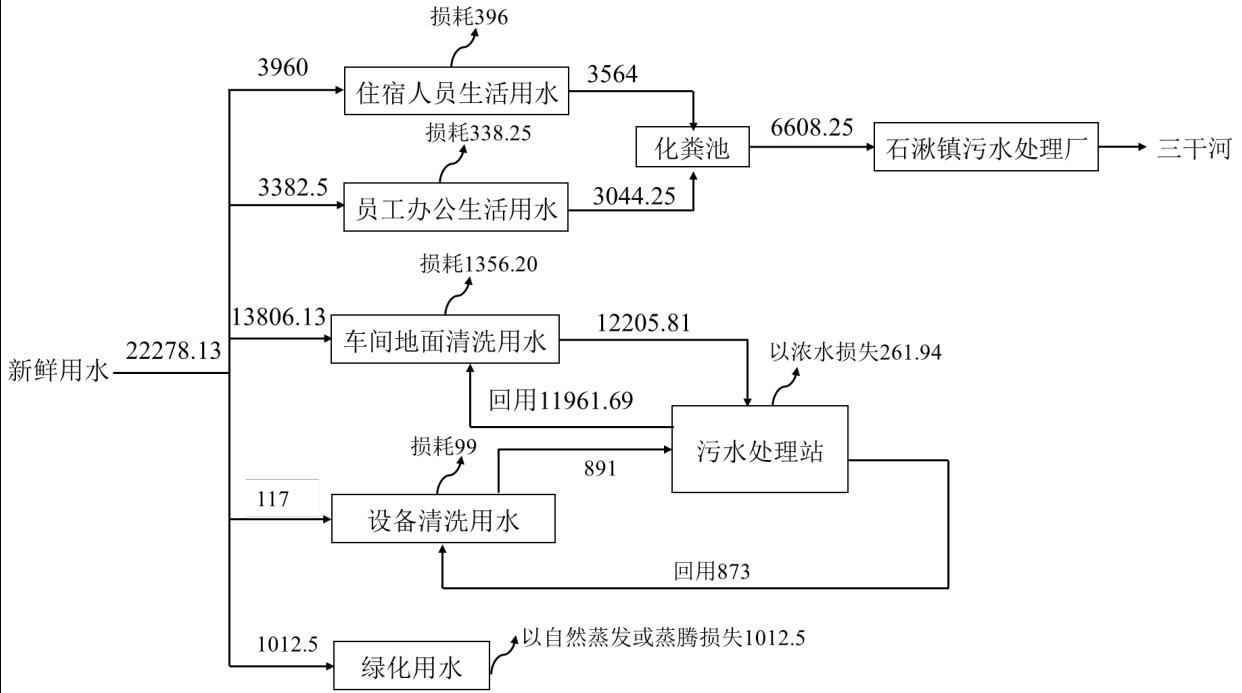 损耗396
3960
住宿人员生活用水
3564
损耗338.25
化粪池
6608.25
石湫镇污水处理厂
三干河
3382.5
员工办公生活用水
3044.25
损耗1356.20
13806.13
车间地面清洗用水
12205.81
新鲜用水
22278.13
以浓水损失261.94
回用11961.69
污水处理站
损耗99
891
117
设备清洗用水
回用873
1012.5
绿化用水
以自然蒸发或蒸腾损失1012.5